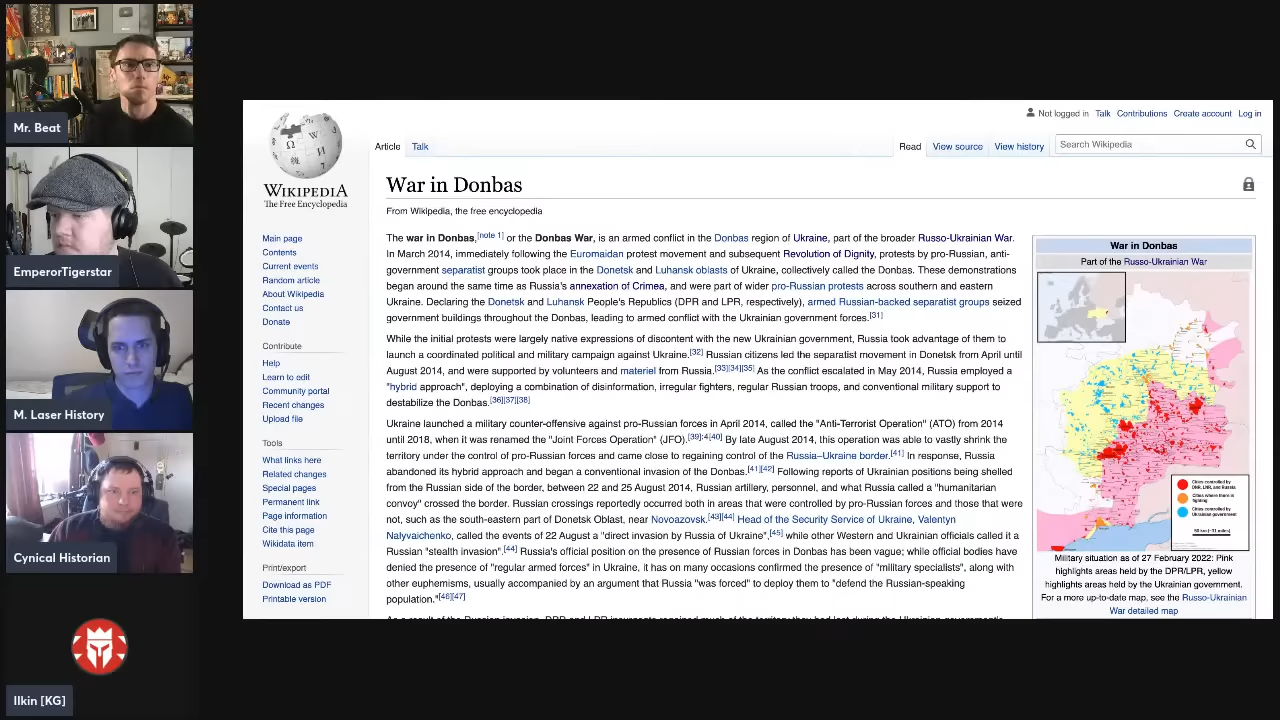 Mr. Beat
EmperorTigerstar
M. Laser History
Cynical Historian
Ilkin [KG]
WIKIPEDIA
The Free Encyclopedia
Main page
Contents
Current events
Random article
About Wikipedia
Contact us
Donate
Contribute
Help
Learn to edit
Community portal
Recent changes
Upload file
Tools
What links here
Related changes
Special pages
Permanent link
Page information
Cite this page
Wikidata item
Print/export
Download as PDF
Printable version
Not logged in Talk Contributions Create account Log in
Article Talk Read View source View history Search Wikipedia
War in Donbas
From Wikipedia, the free encyclopedia
The war in Donbas,[note 1] or the Donbas War, is an armed conflict in the Donbas region of Ukraine, part of the broader Russo-Ukrainian War.
In March 2014, immediately following the Euromaidan protest movement and subsequent Revolution of Dignity, protests by pro-Russian, anti-
government separatist groups took place in the Donetsk and Luhansk oblasts of Ukraine, collectively called the Donbas. These demonstrations
began around the same time as Russia's annexation of Crimea, and were part of wider pro-Russian protests across southern and eastern
Ukraine. Declaring the Donetsk and Luhansk People's Republics (DPR and LPR, respectively), armed Russian-backed separatist groups seized
government buildings throughout the Donbas, leading to armed conflict with the Ukrainian government forces.[31]
While the initial protests were largely native expressions of discontent with the new Ukrainian government, Russia took advantage of them to
launch a coordinated political and military campaign against Ukraine.[32] Russian citizens led the separatist movement in Donetsk from April until
August 2014, and were supported by volunteers and materiel from Russia.[33][34][35] As the conflict escalated in May 2014, Russia employed a
"hybrid approach", deploying a combination of disinformation, irregular fighters, regular Russian troops, and conventional military support to
destabilize the Donbas.[36][37][38]
Ukraine launched a military counter-offensive against pro-Russian forces in April 2014, called the "Anti-Terrorist Operation" (ATO) from 2014
until 2018, when it was renamed the "Joint Forces Operation" (JFO).[39]:4[40] By late August 2014, this operation was able to vastly shrink the
territory under the control of pro-Russian forces and came close to regaining control of the Russia–Ukraine border.[41] In response, Russia
abandoned its hybrid approach and began a conventional invasion of the Donbas.[41][42] Following reports of Ukrainian positions being shelled
from the Russian side of the border, between 22 and 25 August 2014, Russian artillery, personnel, and what Russia called a "humanitarian
convoy" crossed the border. Russian crossings reportedly occurred both in areas that were controlled by pro-Russian forces and those that were
not, such as the south-eastern part of Donetsk Oblast, near Novoazovsk.[43][44] Head of the Security Service of Ukraine, Valentyn
Nalyvaichenko, called the events of 22 August a "direct invasion by Russia of Ukraine",[45] while other Western and Ukrainian officials called it a
Russian "stealth invasion".[44] Russia's official position on the presence of Russian forces in Donbas has been vague; while official bodies have
denied the presence of "regular armed forces" in Ukraine, it has on many occasions confirmed the presence of "military specialists", along with
other euphemisms, usually accompanied by an argument that Russia "was forced" to deploy them to "defend the Russian-speaking
population."[46][47]
War in Donbas
Part of the Russo-Ukrainian War
Cities controlled by
DNR, LNR, and Russia
Cities where there is
fighting
Cities controlled by
Ukrainian government
50 km (~31 miles)
Military situation as of 27 February 2022: Pink
highlights areas held by the DPR/LPR, yellow
highlights areas held by the Ukrainian government.
For a more up-to-date map, see the Russo-Ukrainian
War detailed map